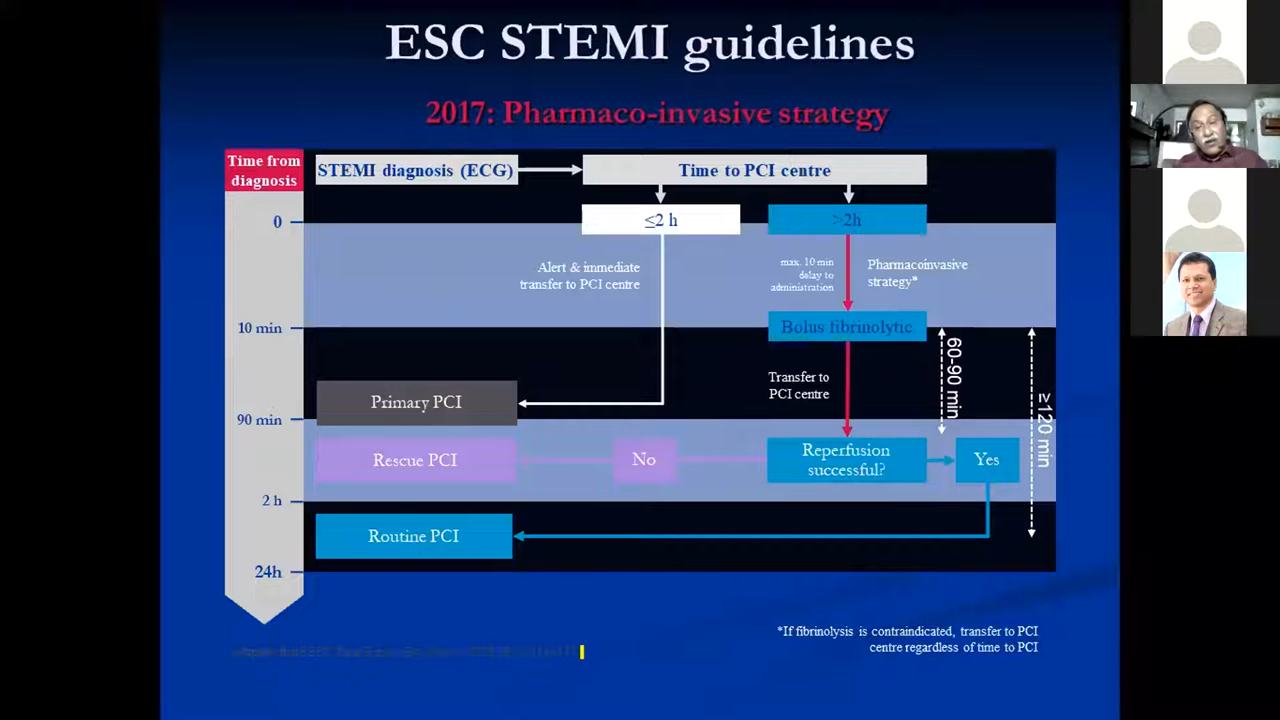 ESC STEMI guidelines
2017: Pharmaco-invasive strategy
Time from
diagnosis
STEMI diagnosis (ECG)
Time to PCI centre
0
≤2 h
>2h
Alert & immediate
transfer to PCI centre
max. 10 min
delay to
administration
Pharmacoinvasive
strategy*
10 min
Bolus fibrinolytic
60-90 min
≥120 min
Transfer to
PCI centre
Primary PCI
90 min
Rescue PCI
No
Reperfusion
successful?
Yes
2 h
Routine PCI
24h
*If fibrinolysis is contraindicated, transfer to PCI
centre regardless of time to PCI